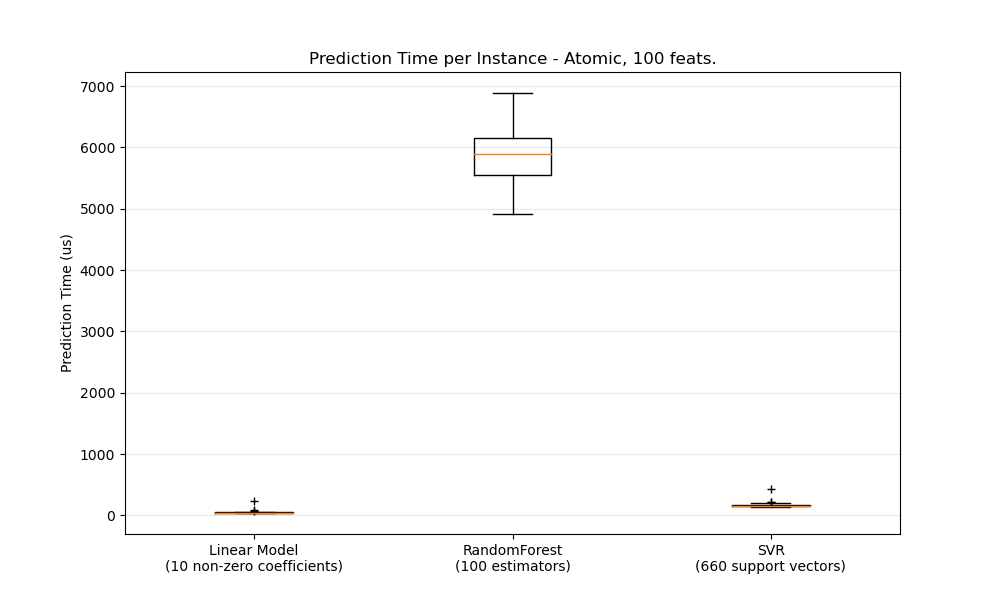 Prediction Time per Instance - Atomic, 100 feats.
Prediction Time (us)
7000
6000
5000
4000
3000
2000
1000
0
Linear Model
(10 non-zero coefficients)
RandomForest
(100 estimators)
SVR
(660 support vectors)